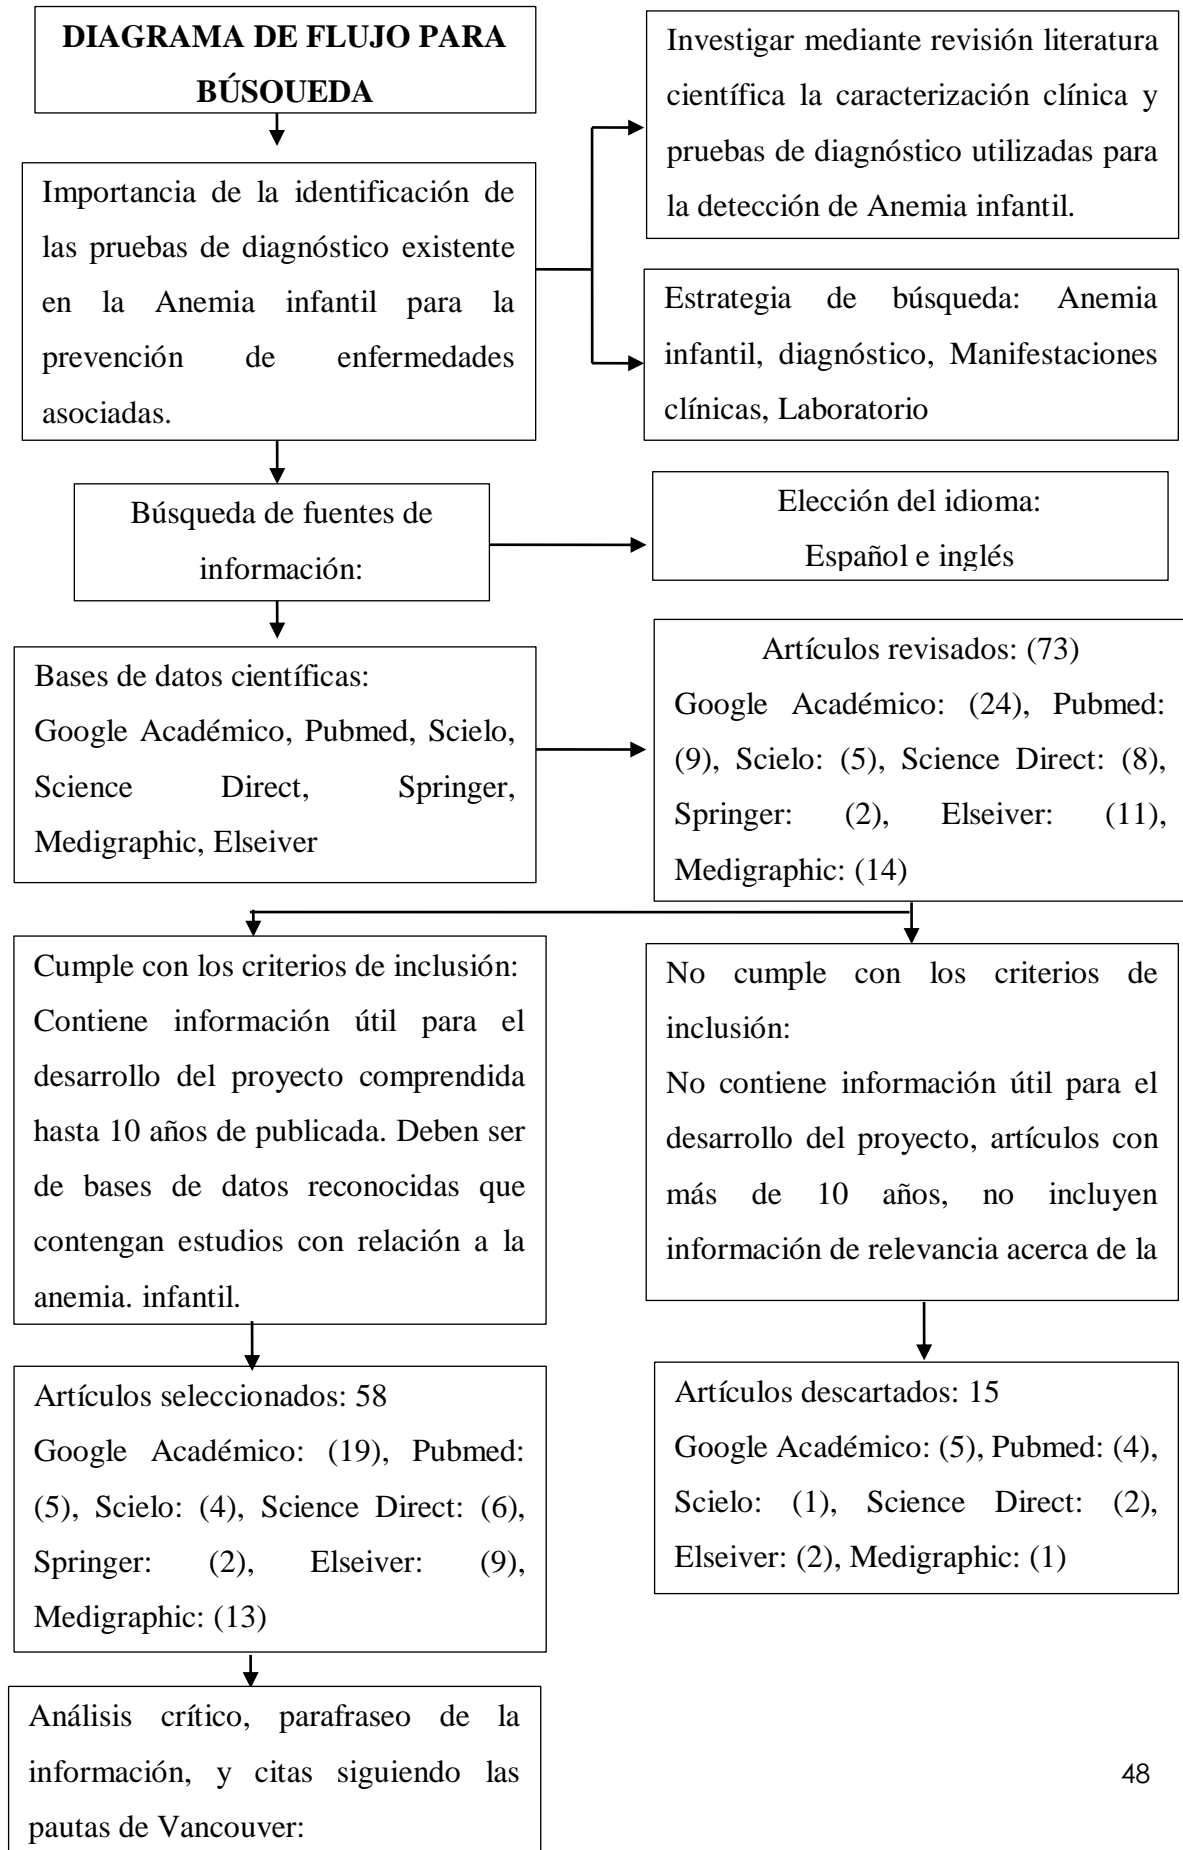 DIAGRAMA DE FLUJO PARA
BÚSQUEDA
Investigar mediante revisión literatura
científica la caracterización clínica y
pruebas de diagnóstico utilizadas para
la detección de Anemia infantil.
Importancia de la identificación de
las pruebas de diagnóstico existente
en la Anemia infantil para la
prevención de enfermedades
asociadas.
Estrategia de búsqueda: Anemia
infantil, diagnóstico, Manifestaciones
clínicas, Laboratorio
Búsqueda de fuentes de
información:
Elección del idioma:
Español e inglés
Bases de datos científicas:
Google Académico, Pubmed, Scielo,
Science Direct, Springer,
Medigraphic, Elseiver
Artículos revisados: (73)
Google Académico: (24), Pubmed:
(9), Scielo: (5), Science Direct: (8),
Springer: (2), Elseiver: (11),
Medigraphic: (14)
Cumple con los criterios de inclusión:
Contiene información útil para el
desarrollo del proyecto comprendida
hasta 10 años de publicada. Deben ser
de bases de datos reconocidas que
contengan estudios con relación a la
anemia. infantil.
No cumple con los criterios de
inclusión:
No contiene información útil para el
desarrollo del proyecto, artículos con
más de 10 años, no incluyen
información de relevancia acerca de la
Artículos seleccionados: 58
Google Académico: (19), Pubmed:
(5), Scielo: (4), Science Direct: (6),
Springer: (2), Elseiver: (9),
Medigraphic: (13)
Artículos descartados: 15
Google Académico: (5), Pubmed: (4),
Scielo: (1), Science Direct: (2),
Elseiver: (2), Medigraphic: (1)
Análisis crítico, parafraseo de la
información, y citas siguiendo las
pautas de Vancouver:
48